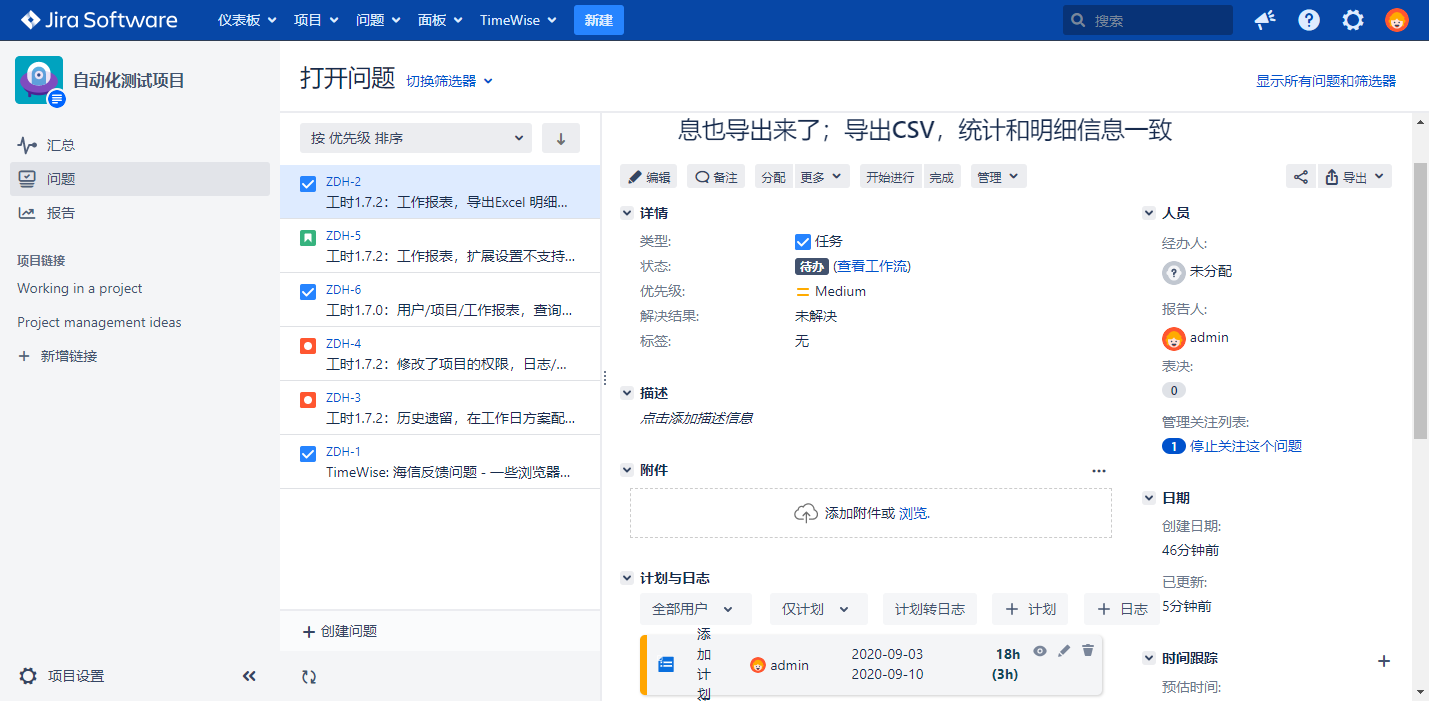 Jira Software 仪表板 项目 问题 面板 TimeWise 新建 搜索
自动化测试项目
汇总
问题
报告
项目链接
Working in a project
Project management ideas
新增链接
项目设置
打开问题 切换筛选器
显示所有问题和筛选器
按 优先级 排序
ZDH-2
工时1.7.2：工作报表，导出Excel 明细...
ZDH-5
工时1.7.2：工作报表，扩展设置不支持...
ZDH-6
工时1.7.0：用户/项目/工作报表，查询...
ZDH-4
工时1.7.2：修改了项目的权限，日志/...
ZDH-3
工时1.7.2：历史遗留，在工作日方案配...
ZDH-1
TimeWise: 海信反馈问题 - 一些浏览器...
创建问题
息也导出来了；导出CSV，统计和明细信息一致
编辑 备注 分配 更多 开始进行 完成 管理 导出
详情
类型: 任务
状态: 待办 (查看工作流)
优先级: Medium
解决结果: 未解决
标签: 无
描述
点击添加描述信息
附件
添加附件或 浏览.
计划与日志
全部用户 仅计划 计划转日志 计划 日志
添加计划 admin 2020-09-03 18h
2020-09-10 (3h)
人员
经办人:
未分配
报告人:
admin
表决:
0
管理关注列表:
1 停止关注这个问题
日期
创建日期:
46分钟前
已更新:
5分钟前
时间跟踪
预估时间: